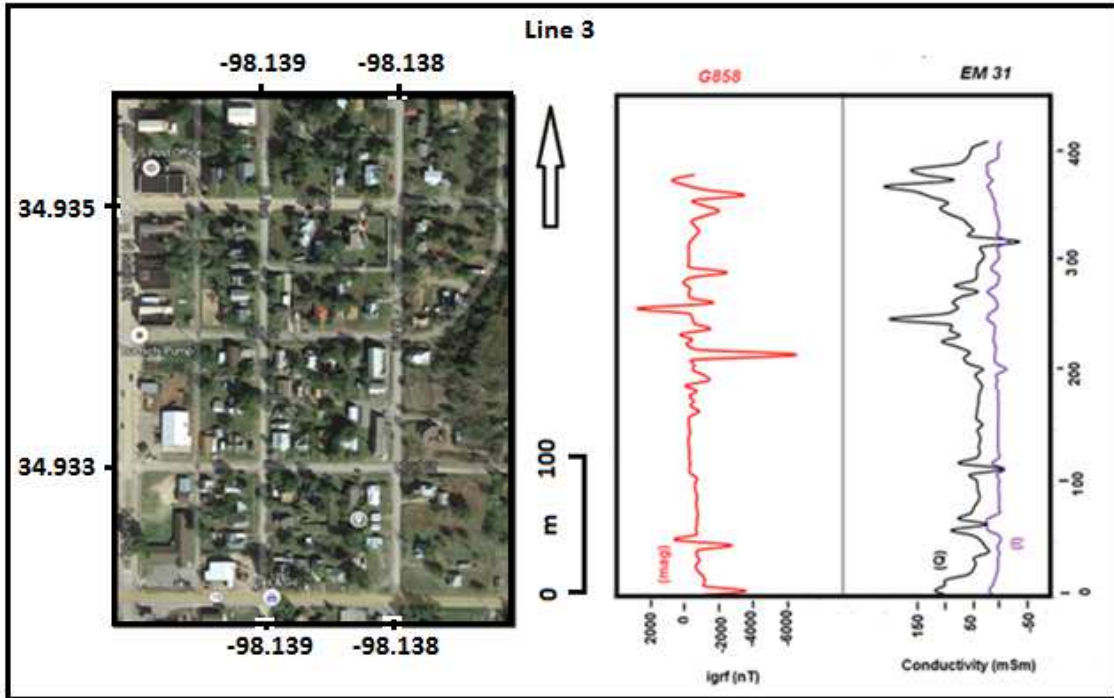 Line 3
-98.139 -98.138
G858
EM 31
Post Office
34.935
34.933
100
m
0
-98.139 -98.138
(mag)
(Q)
(I)
400
300
200
100
0
2000 0 -2000 -4000 -6000
igrf (nT)
150 50 -50
Conductivity (mSm)